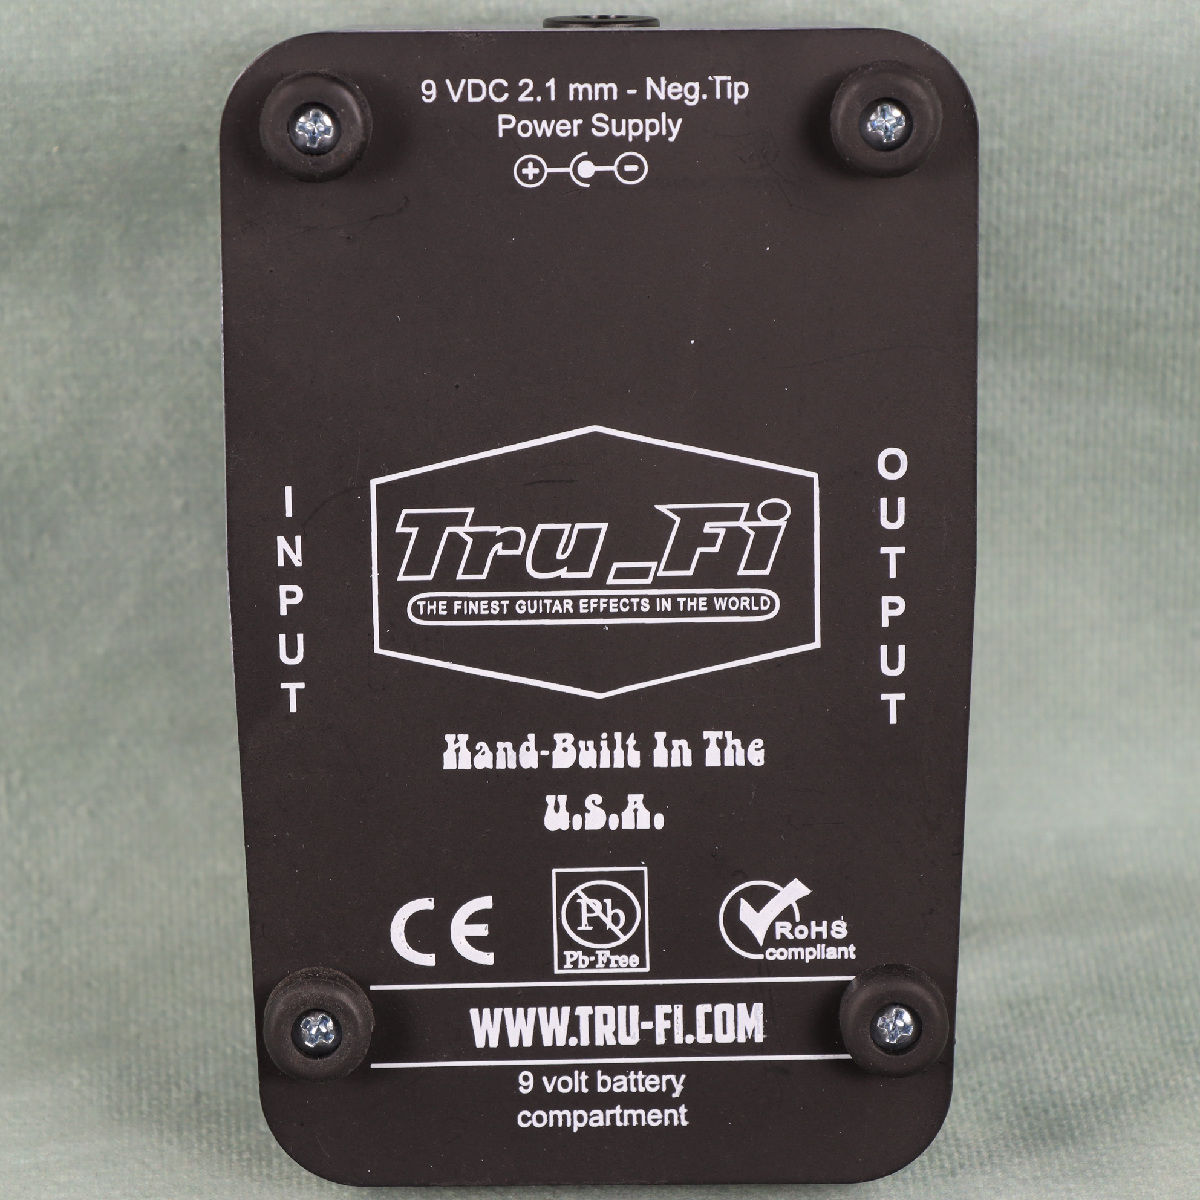 9 VDC 2.1 mm - Neg.Tip
Power Supply
+ -
INPUT
OUTPUT
Tru_Fi
THE FINEST GUITAR EFFECTS IN THE WORLD
Hand-Built In The
U.S.A.
CE
Pb
Pb-Free
RoHS
compliant
WWW.TRU-FI.COM
9 volt battery
compartment